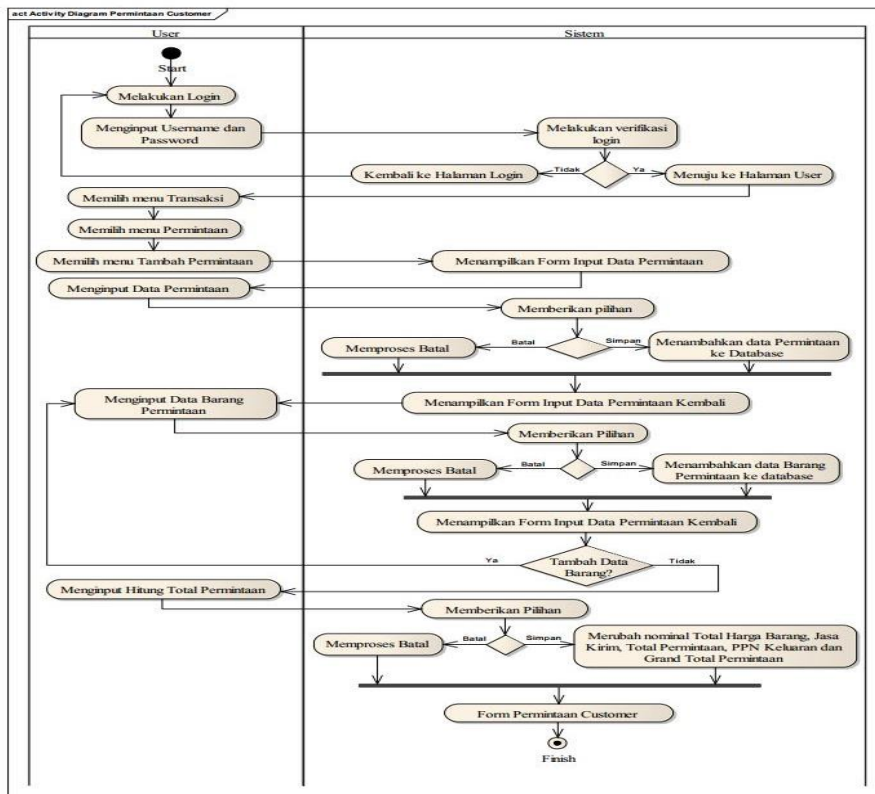 act Activity Diagram Permintaan Customer
User
Sistem
Start
Melakukan Login
Menginput Username dan
Password
Melakukan verifikasi
login
Kembali ke Halaman Login
Tidak
Ya
Menuju ke Halaman User
Memilih menu Transaksi
Memilih menu Permintaan
Memilih menu Tambah Permintaan
Menampilkan Form Input Data Permintaan
Menginput Data Permintaan
Memberikan pilihan
Memproses Batal
Batal
Simpan
Menambahkan data Permintaan
ke Database
Menginput Data Barang
Permintaan
Menampilkan Form Input Data Permintaan Kembali
Memberikan Pilihan
Memproses Batal
Batal
Simpan
Menambahkan data Barang
Permintaan ke database
Menampilkan Form Input Data Permintaan Kembali
Ya
Tambah Data
Barang?
Tidak
Menginput Hitung Total Permintaan
Memberikan Pilihan
Memproses Batal
Batal
Simpan
Merubah nominal Total Harga Barang, Jasa
Kirim, Total Permintaan, PPN Keluaran dan
Grand Total Permintaan
Form Permintaan Customer
Finish